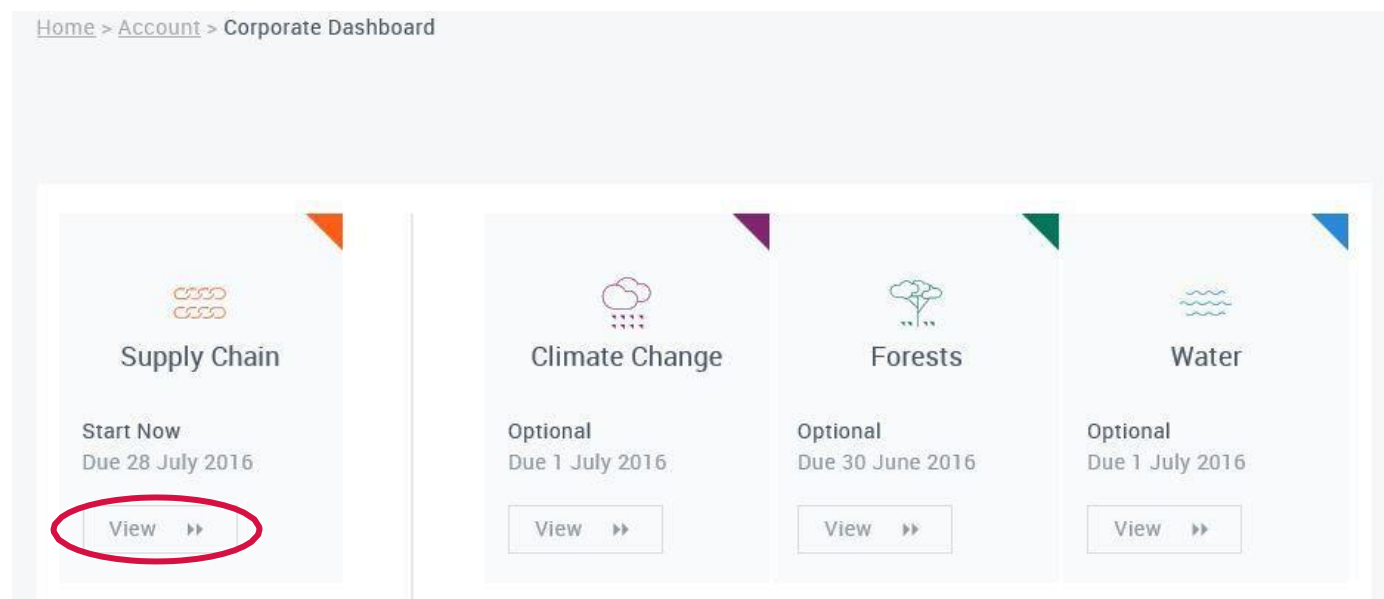 Home > Account > Corporate Dashboard
Supply Chain
Start Now
Due 28 July 2016
View
Climate Change
Optional
Due 1 July 2016
View
Forests
Optional
Due 30 June 2016
View
Water
Optional
Due 1 July 2016
View